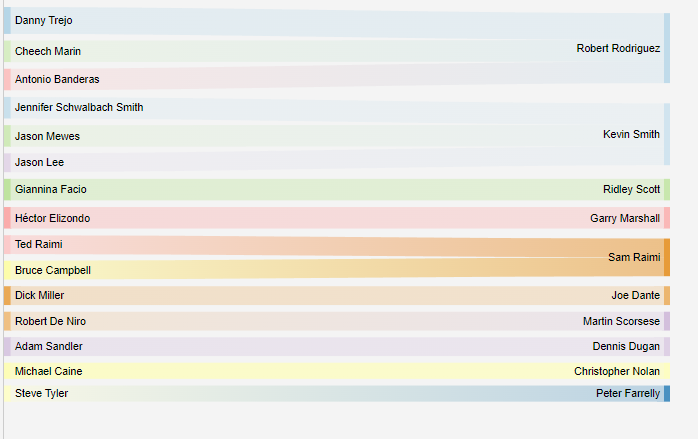 Danny Trejo
Cheech Marin
Robert Rodriguez
Antonio Banderas
Jennifer Schwalbach Smith
Jason Mewes
Kevin Smith
Jason Lee
Giannina Facio
Ridley Scott
Héctor Elizondo
Garry Marshall
Ted Raimi
Sam Raimi
Bruce Campbell
Dick Miller
Joe Dante
Robert De Niro
Martin Scorsese
Adam Sandler
Dennis Dugan
Michael Caine
Christopher Nolan
Steve Tyler
Peter Farrelly